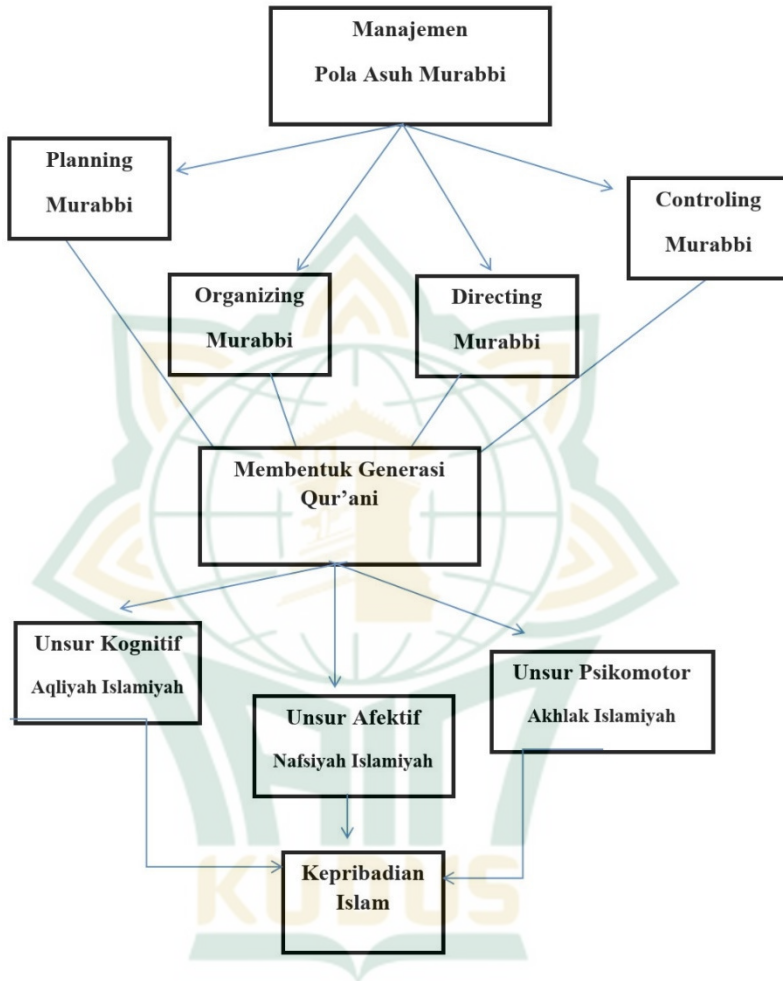 Manajemen
Pola Asuh Murabbi
Planning
Murabbi
Controling
Murabbi
Organizing
Murabbi
Directing
Murabbi
Membentuk Generasi
Qur’ani
Unsur Kognitif
Aqliyah Islamiyah
Unsur Psikomotor
Akhlak Islamiyah
Unsur Afektif
Nafsiyah Islamiyah
Kepribadian
Islam
KUDUS